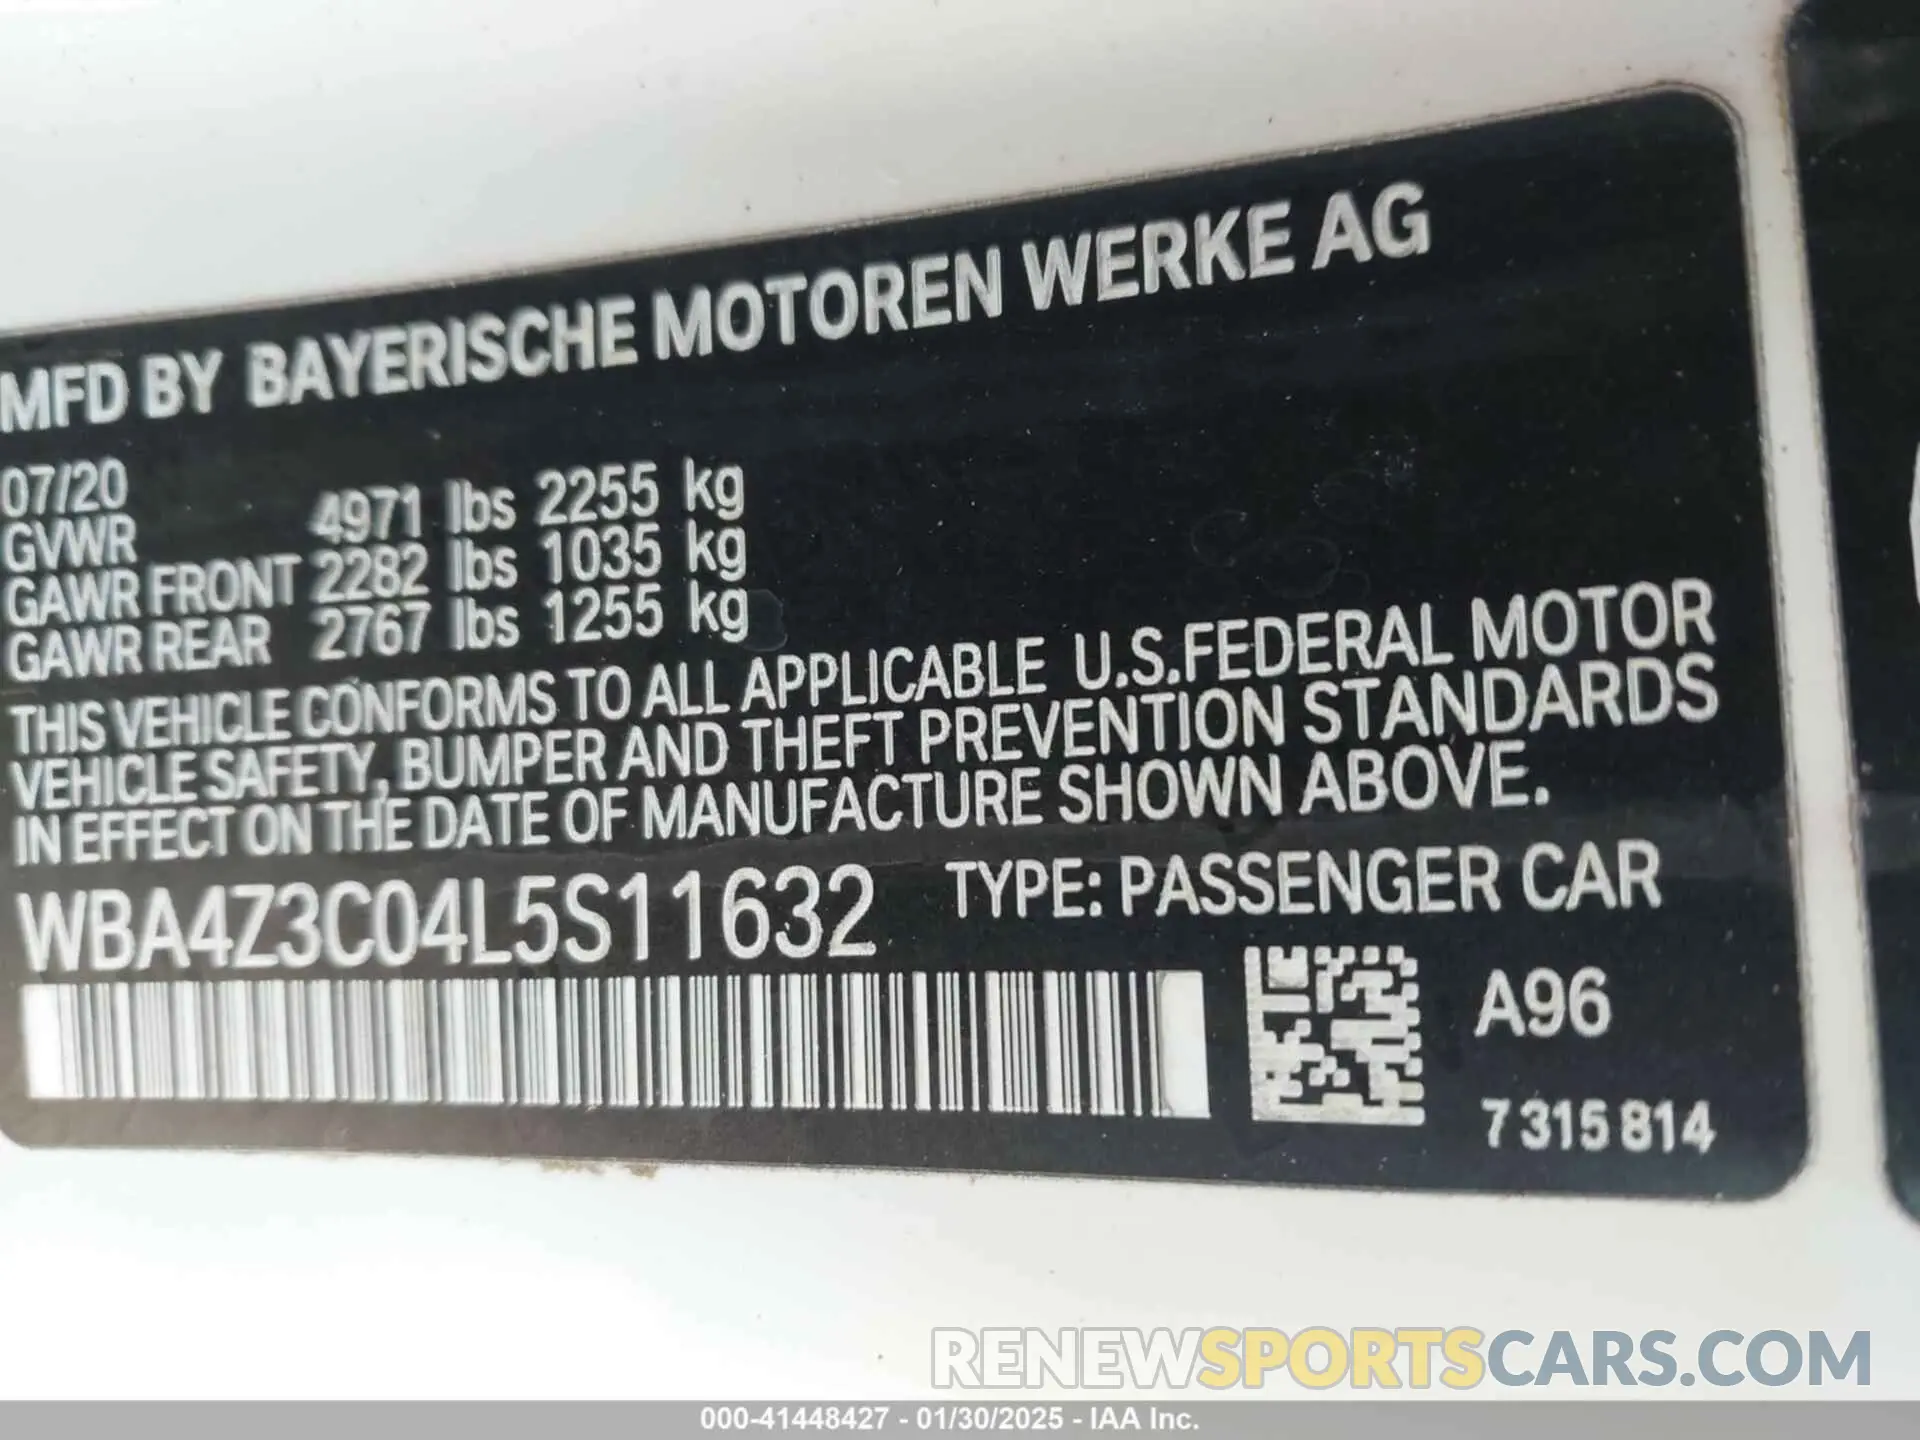 MFD BY BAYERISCHE MOTOREN WERKE AG
07/20
GVWR 4971 lbs 2255 kg
GAWR FRONT 2282 lbs 1035 kg
GAWR REAR 2767 lbs 1255 kg
THIS VEHICLE CONFORMS TO ALL APPLICABLE U.S.FEDERAL MOTOR
VEHICLE SAFETY, BUMPER AND THEFT PREVENTION STANDARDS
IN EFFECT ON THE DATE OF MANUFACTURE SHOWN ABOVE.
WBA4Z3C04L5S11632 TYPE: PASSENGER CAR
A96
7 315 814
RENEWSPORTSCARS.COM
000-41448427 - 01/30/2025 - IAA Inc.